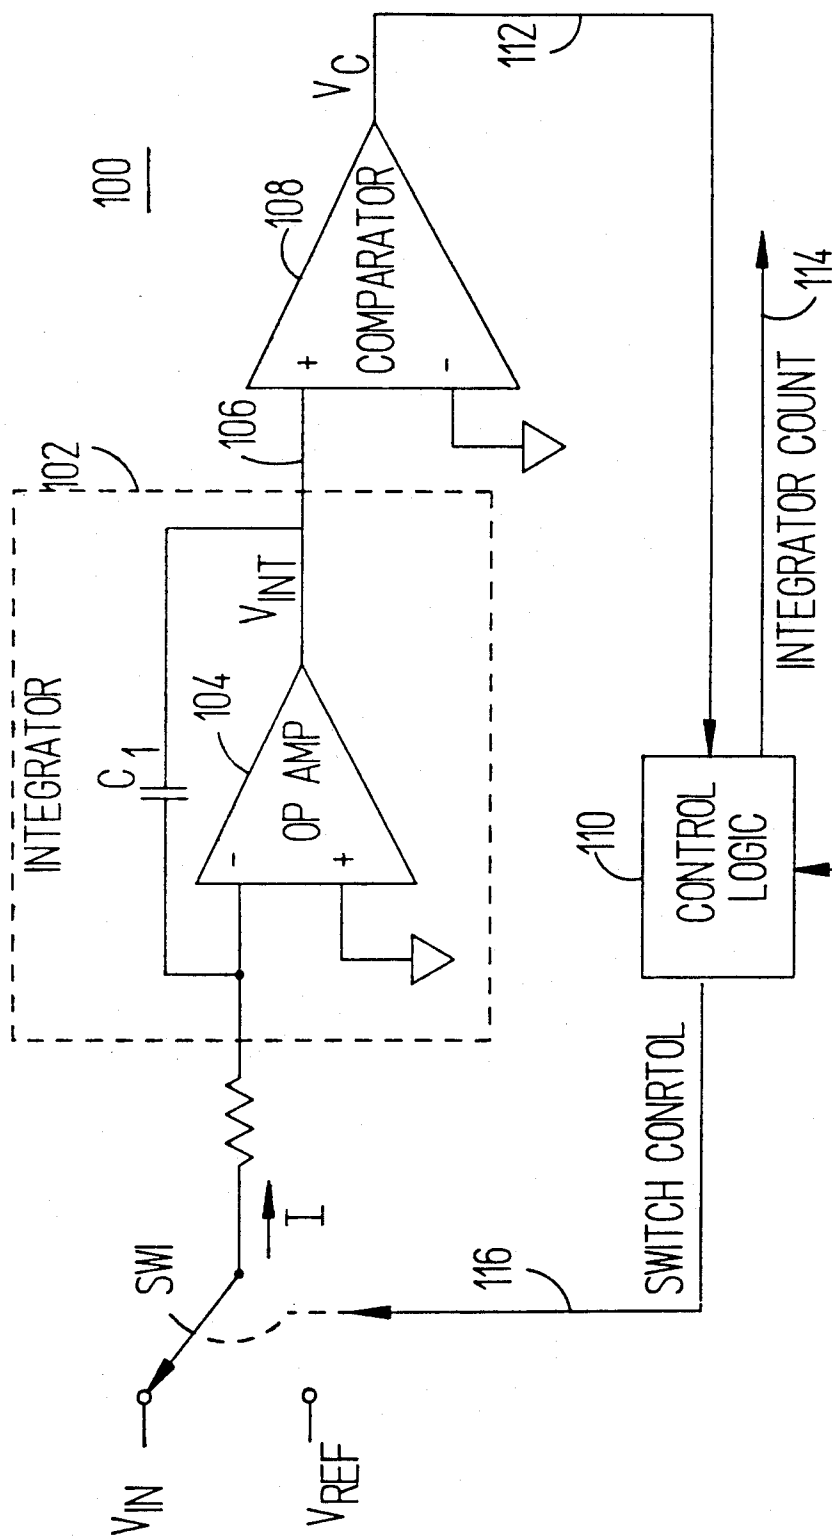 100
INTEGRATOR
102
C1
104
OP AMP
-
+
VINT
106
108
COMPARATOR
+
-
VC
112
VIN
SWI
I
VREF
116
SWITCH CONRTOL
110
CONTROL
LOGIC
INTEGRATOR COUNT
114